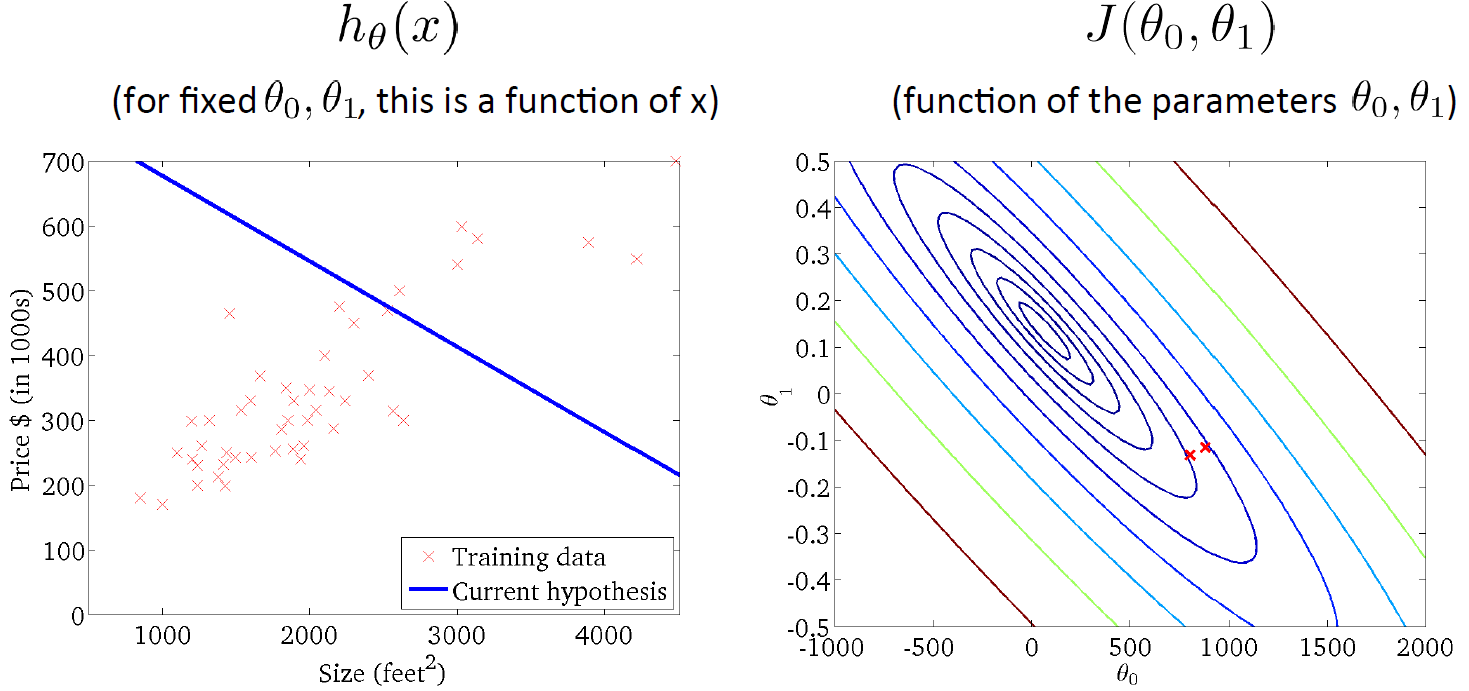 h_θ(x)
(for fixed θ₀, θ₁, this is a function of x)
700
600
500
400
300
200
100
0
Price $ (in 1000s)
1000 2000 3000 4000
Size (feet²)
Training data
Current hypothesis
J(θ₀, θ₁)
(function of the parameters θ₀, θ₁)
0.5
0.4
0.3
0.2
0.1
0
-0.1
-0.2
-0.3
-0.4
-0.5
θ₁
-1000 -500 0 500 1000 1500 2000
θ₀